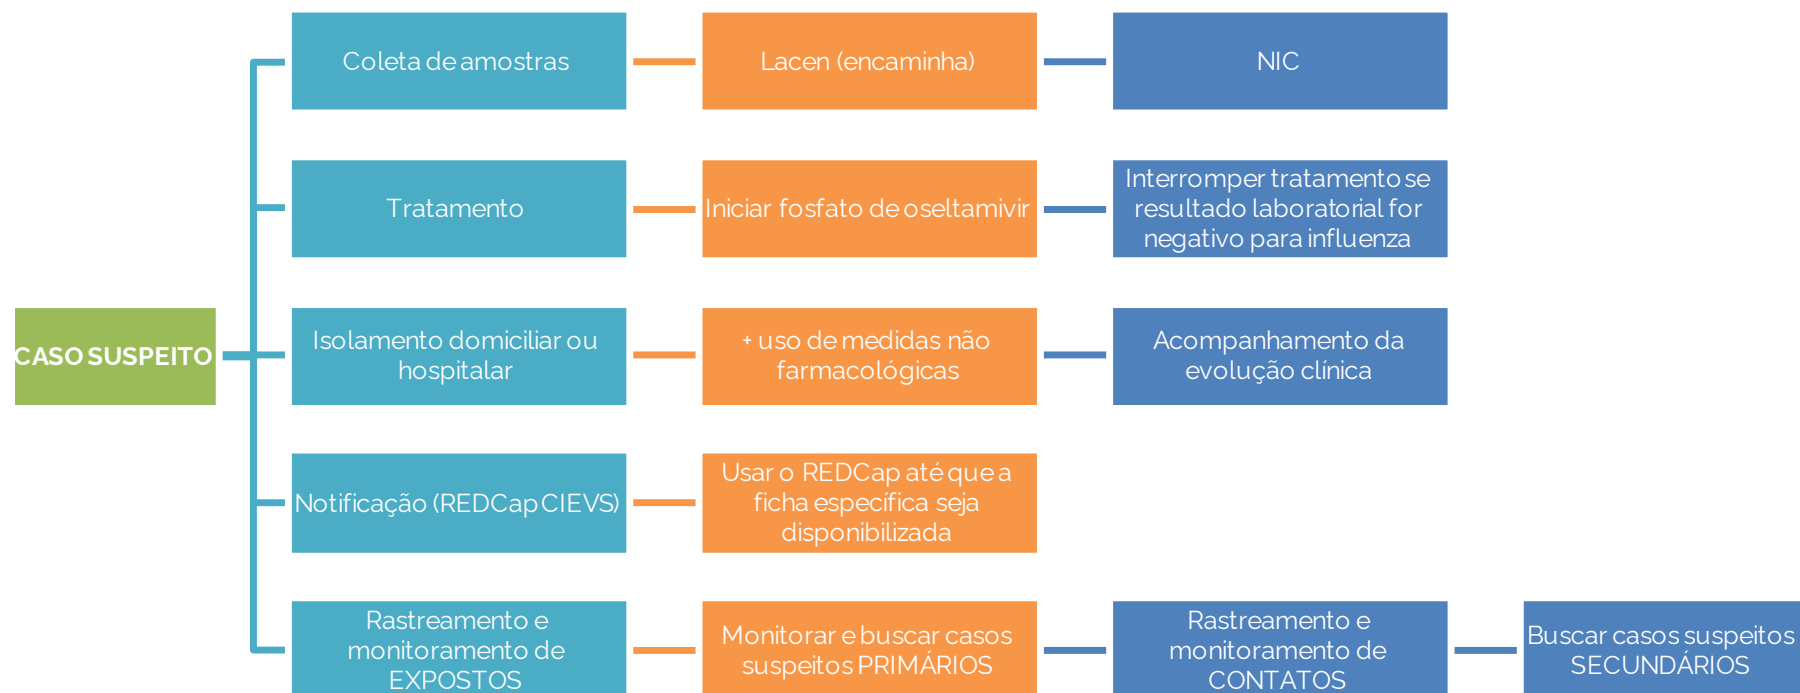 Coleta de amostras
Lacen (encaminha)
NIC
Tratamento
Iniciar fosfato de oseltamivir
Interromper tratamento se
resultado laboratorial for
negativo para influenza
CASO SUSPEITO
Isolamento domiciliar ou
hospitalar
+ uso de medidas não
farmacológicas
Acompanhamento da
evolução clínica
Notificação (REDCap CIEVS)
Usar o REDCap até que a
ficha específica seja
disponibilizada
Rastreamento e
monitoramento de
EXPOSTOS
Monitorar e buscar casos
suspeitos PRIMÁRIOS
Rastreamento e
monitoramento de
CONTATOS
Buscar casos suspeitos
SECUNDÁRIOS